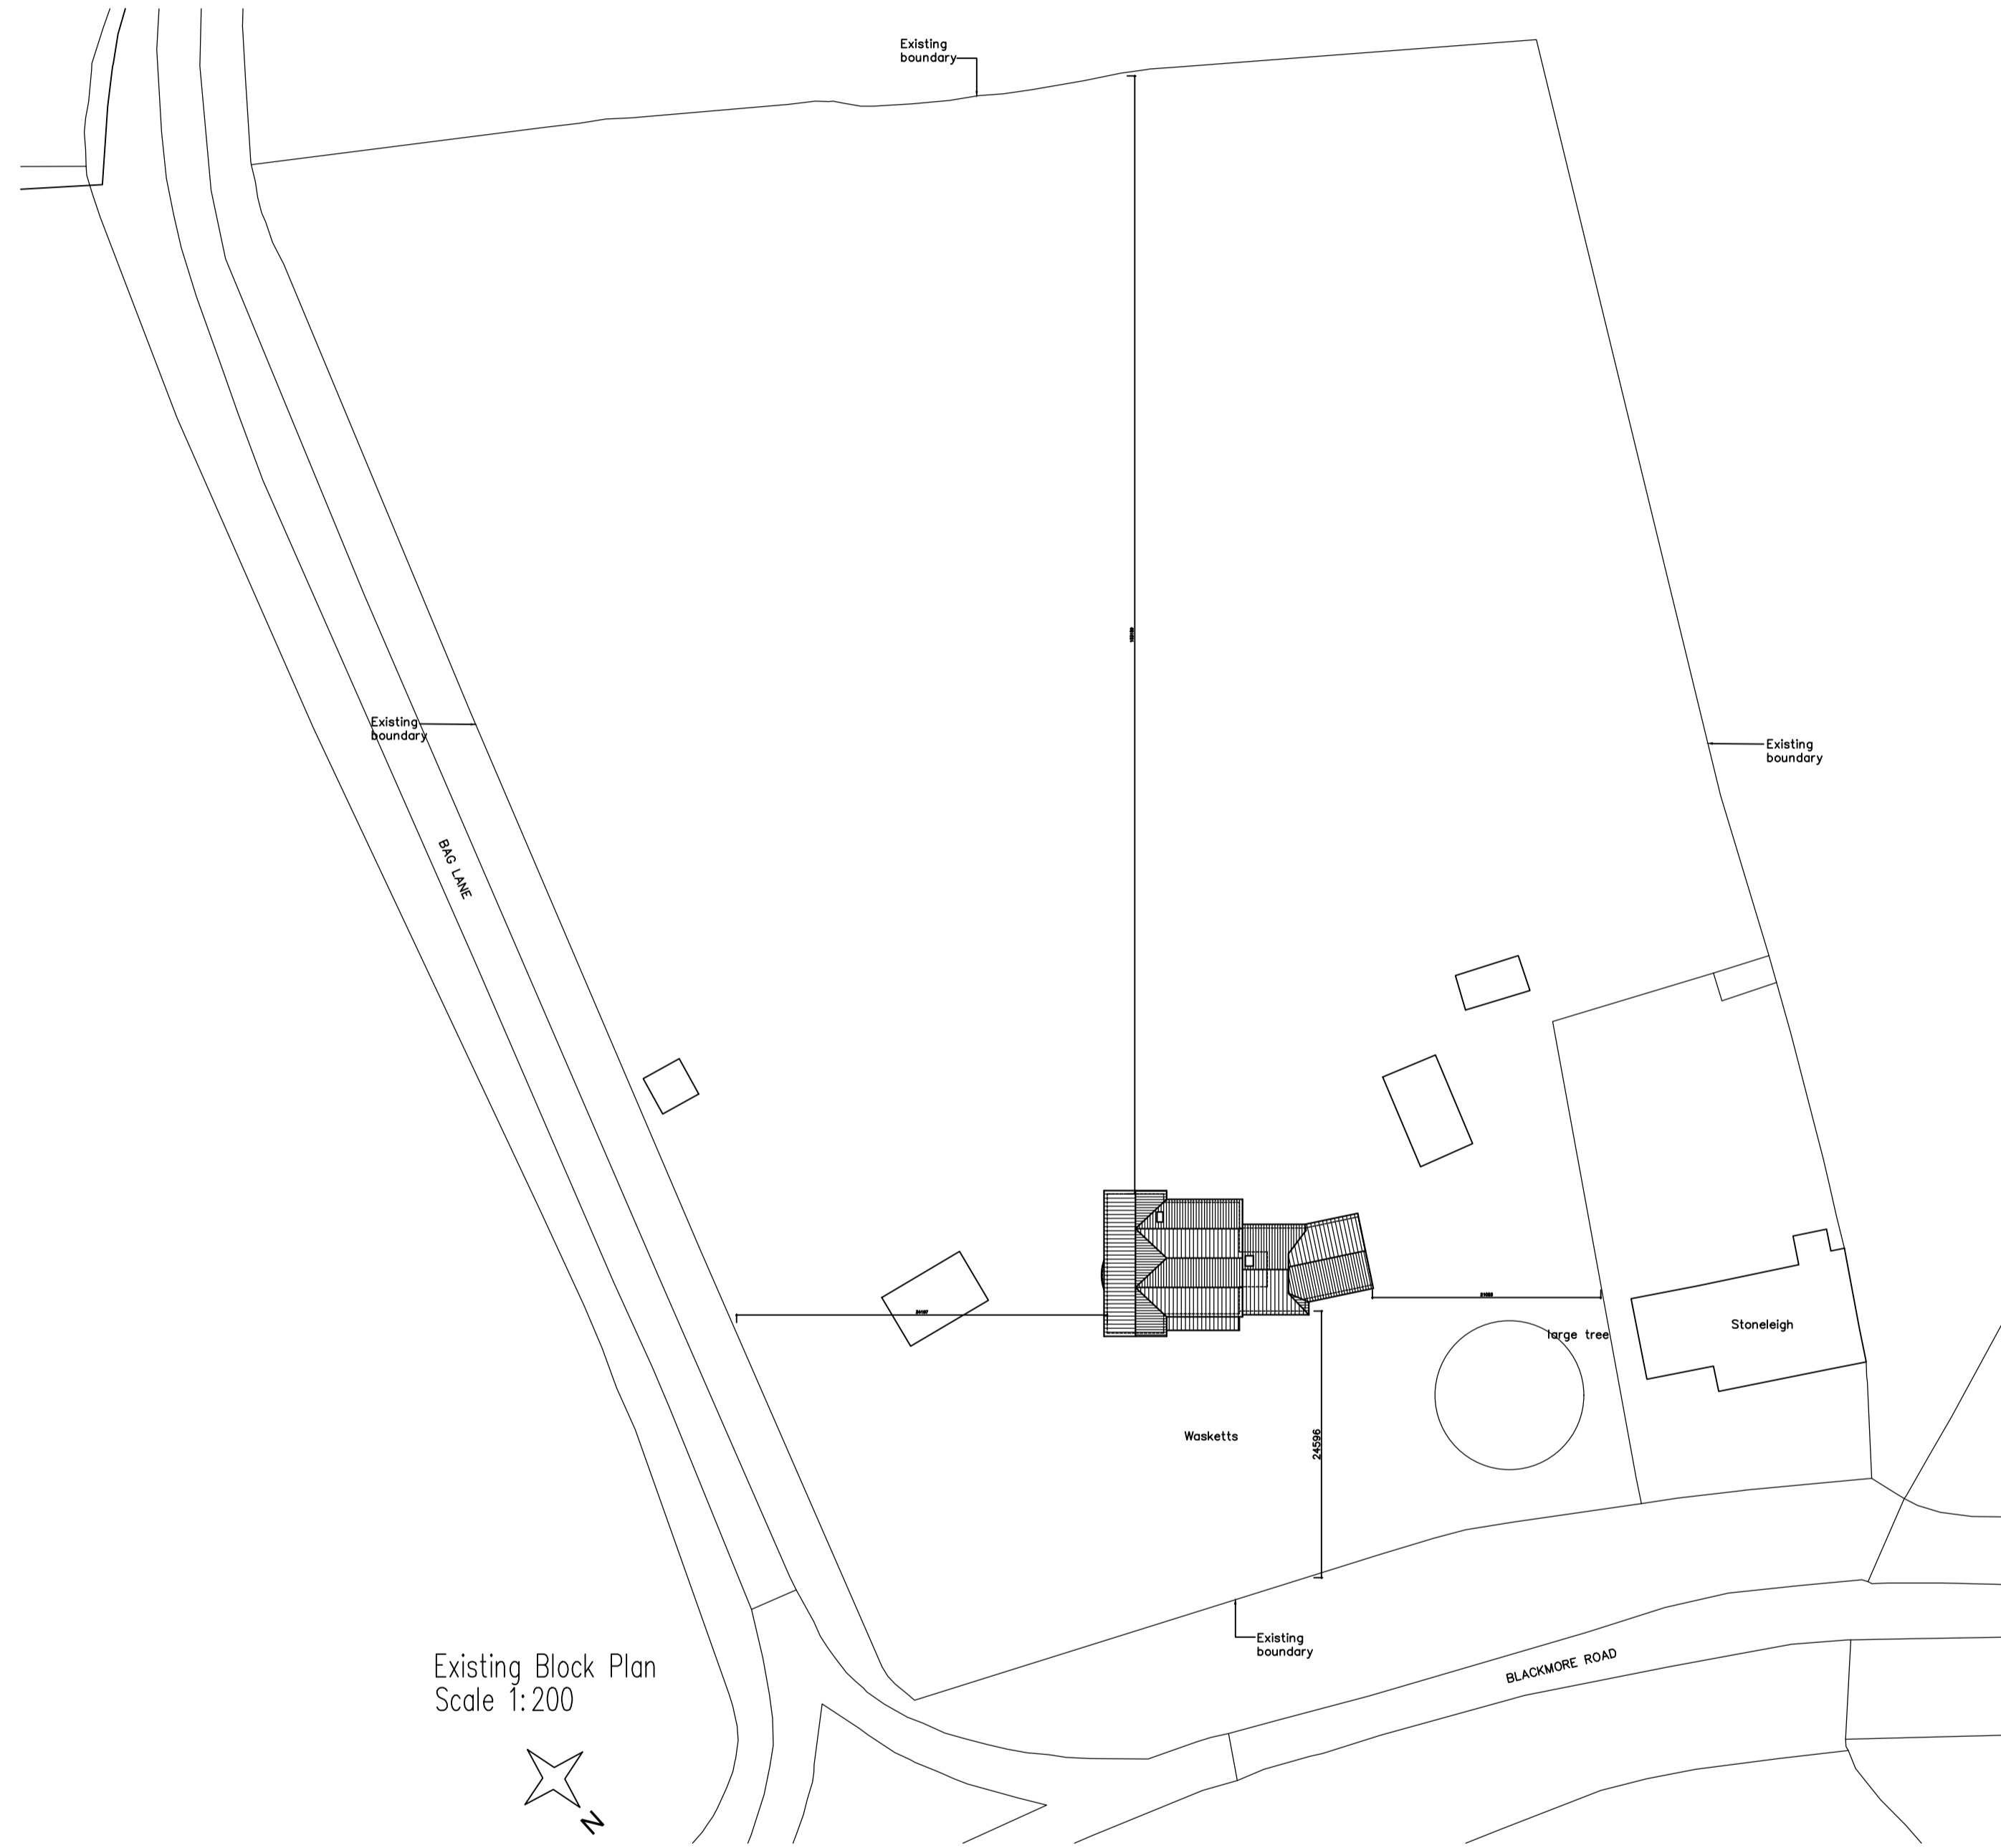 Existing
boundary
Existing
boundary
Existing
boundary
BAG LANE
Stoneleigh
large tree
Wasketts
24596
Existing
boundary
BLACKMORE ROAD
Existing Block Plan
Scale 1:200
N